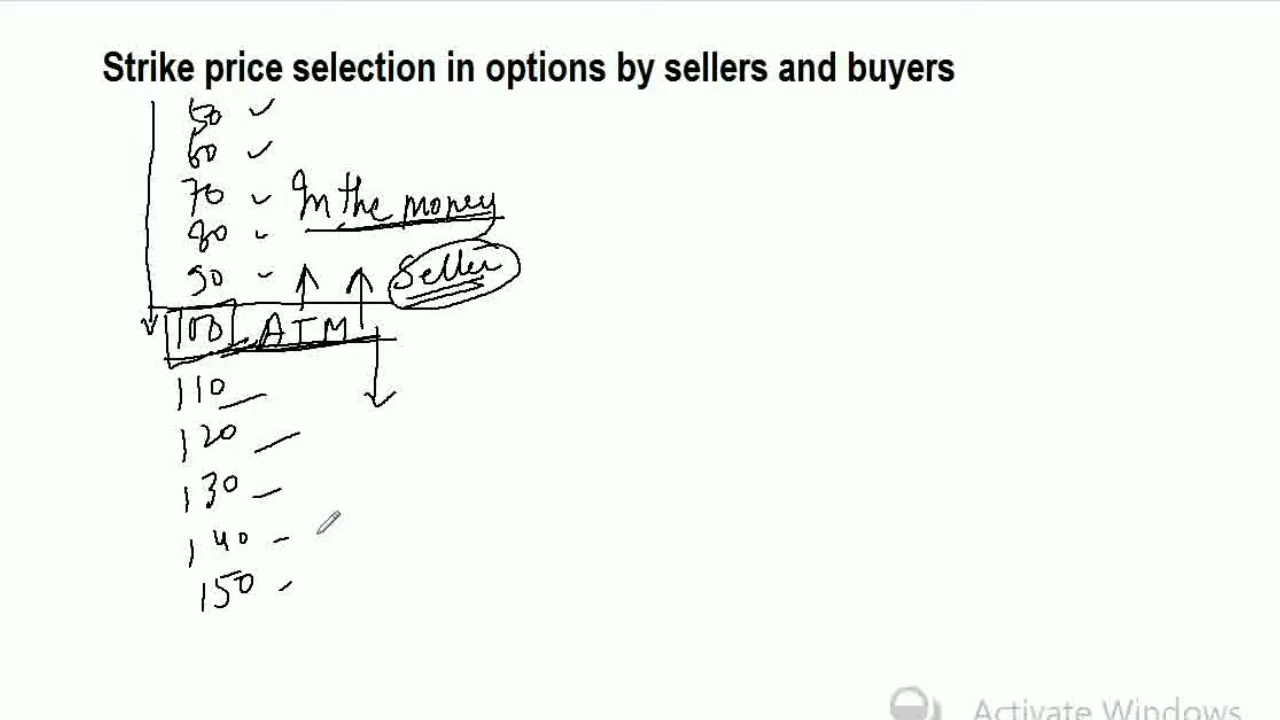 Strike price selection in options by sellers and buyers
50
60
70 In the money
80
90 Seller
100 ATM
110
120
130
140
150
Activate Windows